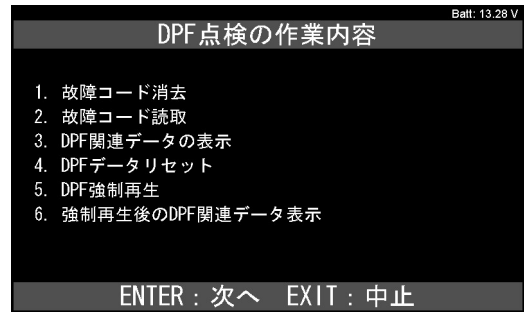 Batt: 13.28 V
DPF点検の作業内容
1. 故障コード消去
2. 故障コード読取
3. DPF関連データの表示
4. DPFデータリセット
5. DPF強制再生
6. 強制再生後のDPF関連データ表示
ENTER：次へ EXIT：中止